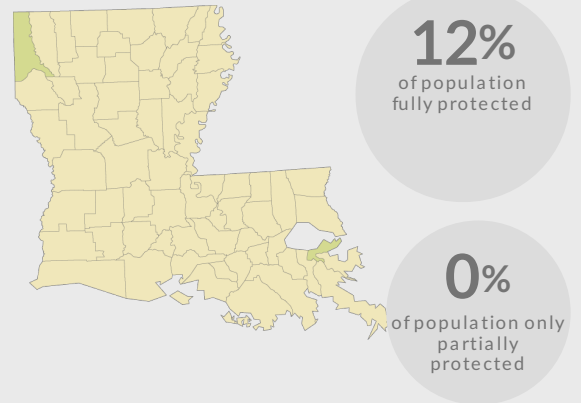 12%
of population
fully protected
0%
of population only
partially
protected